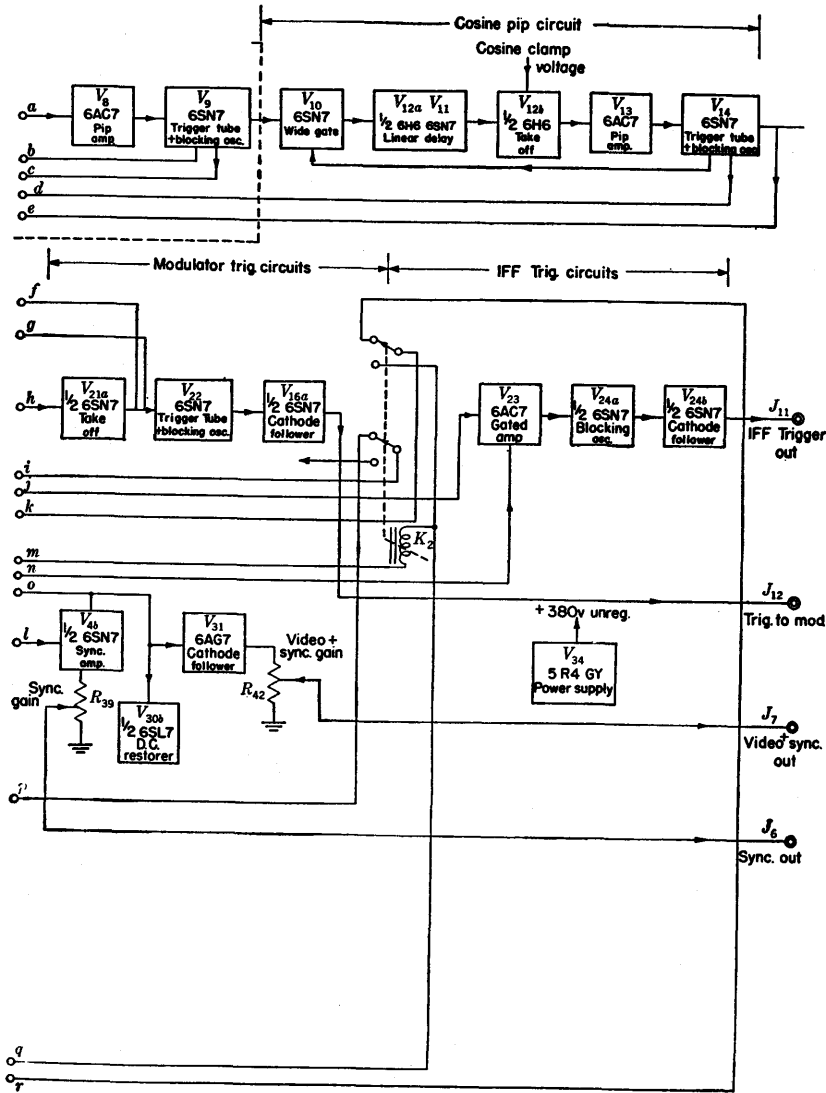 Cosine pip circuit
Cosine clamp
voltage
a
V8
6AC7
Pip
amp
V9
6SN7
Trigger tube
+blocking osc.
V10
6SN7
Wide gate
V12a V11
1/2 6H6 6SN7
Linear delay
V12b
1/2 6H6
Take
off
V13
6AC7
Pip
amp.
V14
6SN7
Trigger tube
+blocking osc
b
c
d
e
Modulator trig. circuits
IFF Trig. circuits
f
g
h
V21a
1/2 6SN7
Take
off
V22
6SN7
Trigger Tube
+blocking osc.
V16a
1/2 6SN7
Cathode
follower
V23
6AC7
Gated
amp
V24a
1/2 6SN7
Blocking
osc.
V24b
1/2 6SN7
Cathode
follower
J11
IFF Trigger
out
i
j
k
K2
m
n
o
J12
Trig. to mod.
l
V4b
1/2 6SN7
Sync.
amp.
V31
6AG7
Cathode
follower
Video +
sync. gain
+ 380v unreg.
V34
5 R4 GY
Power supply
Sync.
gain
R39
V30b
1/2 6SL7
D.C.
restorer
R42
J7
Video + sync.
out
p
J6
Sync. out
q
r